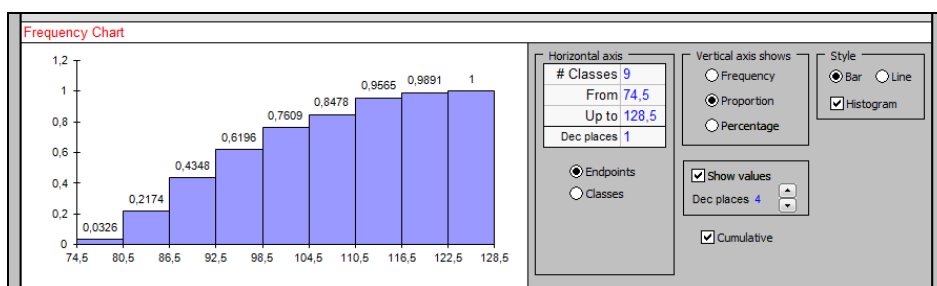 Frequency Chart
1,2
1
0,8
0,6
0,4
0,2
0
0,0326
0,2174
0,4348
0,6196
0,7609
0,8478
0,9565
0,9891
1
74,5 80,5 86,5 92,5 98,5 104,5 110,5 116,5 122,5 128,5
Horizontal axis
# Classes 9
From 74,5
Up to 128,5
Dec places 1
Endpoints
Classes
Vertical axis shows
Frequency
Proportion
Percentage
Show values
Dec places 4
Cumulative
Style
Bar Line
Histogram